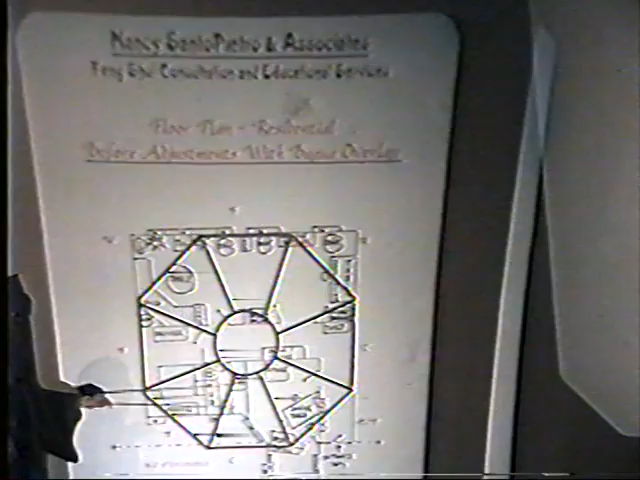 Nancy SantoPietro & Associates
Feng Shui Consultation and Educational Services
Floor Plan - Residential
Before Adjustments With Bagua Overlay